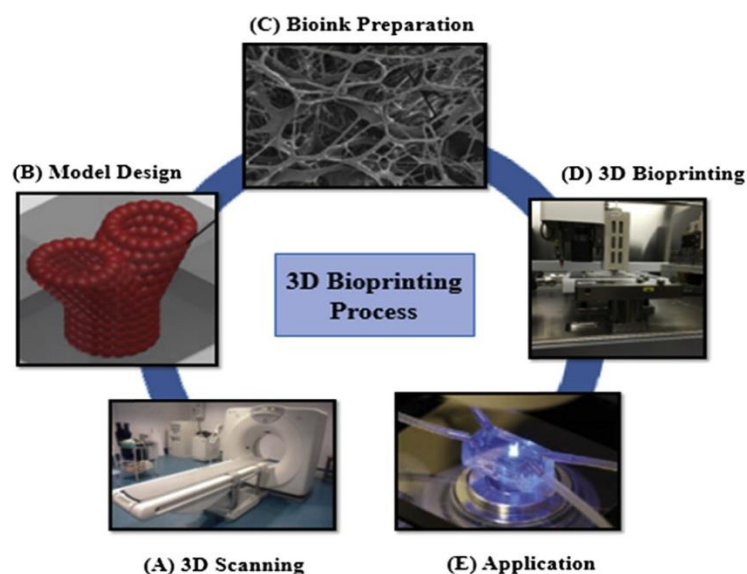 (C) Bioink Preparation
(B) Model Design
(D) 3D Bioprinting
3D Bioprinting
Process
(A) 3D Scanning
(E) Application